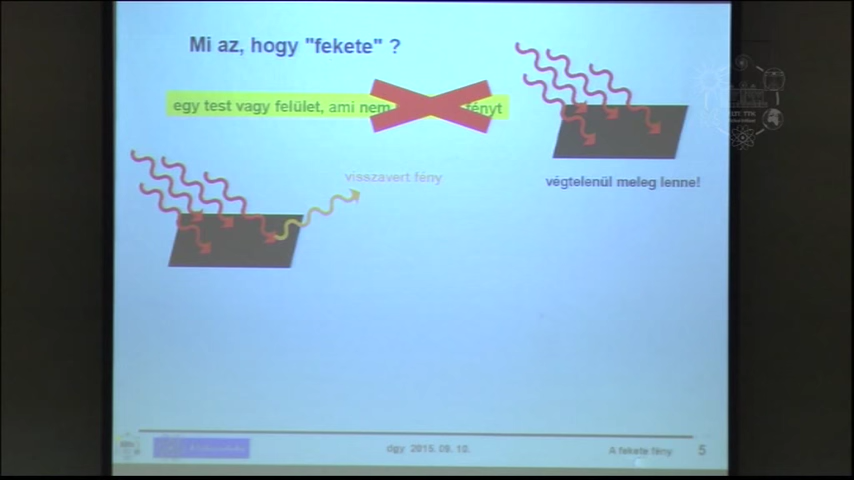 Mi az, hogy "fekete" ?
egy test vagy felület, ami nem fényt
visszavert fény
végtelenül meleg lenne!
dgy 2015. 09. 10.
A fekete fény
5